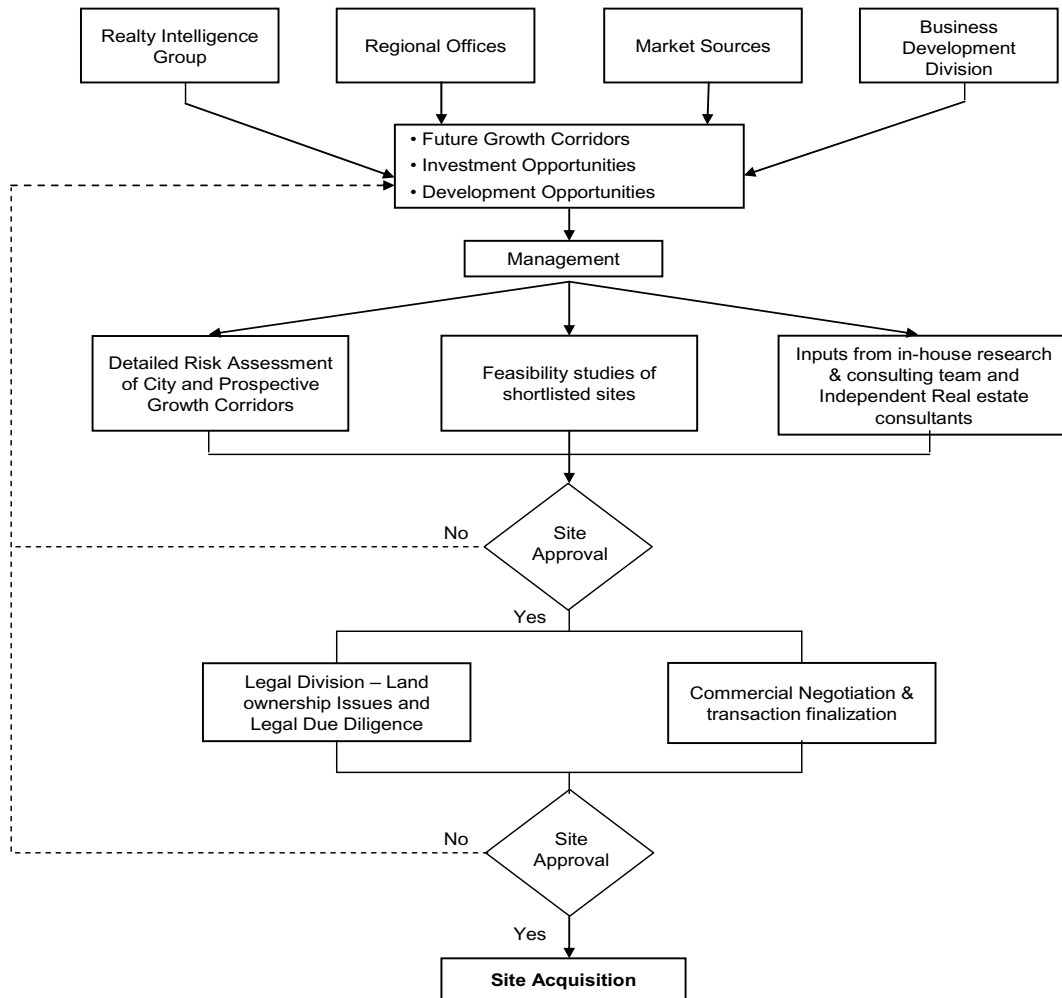 Realty Intelligence
Group
Regional Offices
Market Sources
Business
Development
Division
• Future Growth Corridors
• Investment Opportunities
• Development Opportunities
Management
Detailed Risk Assessment
of City and Prospective
Growth Corridors
Feasibility studies of
shortlisted sites
Inputs from in-house research
& consulting team and
Independent Real estate
consultants
No
Site
Approval
Yes
Legal Division – Land
ownership Issues and
Legal Due Diligence
Commercial Negotiation &
transaction finalization
No
Site
Approval
Yes
Site Acquisition